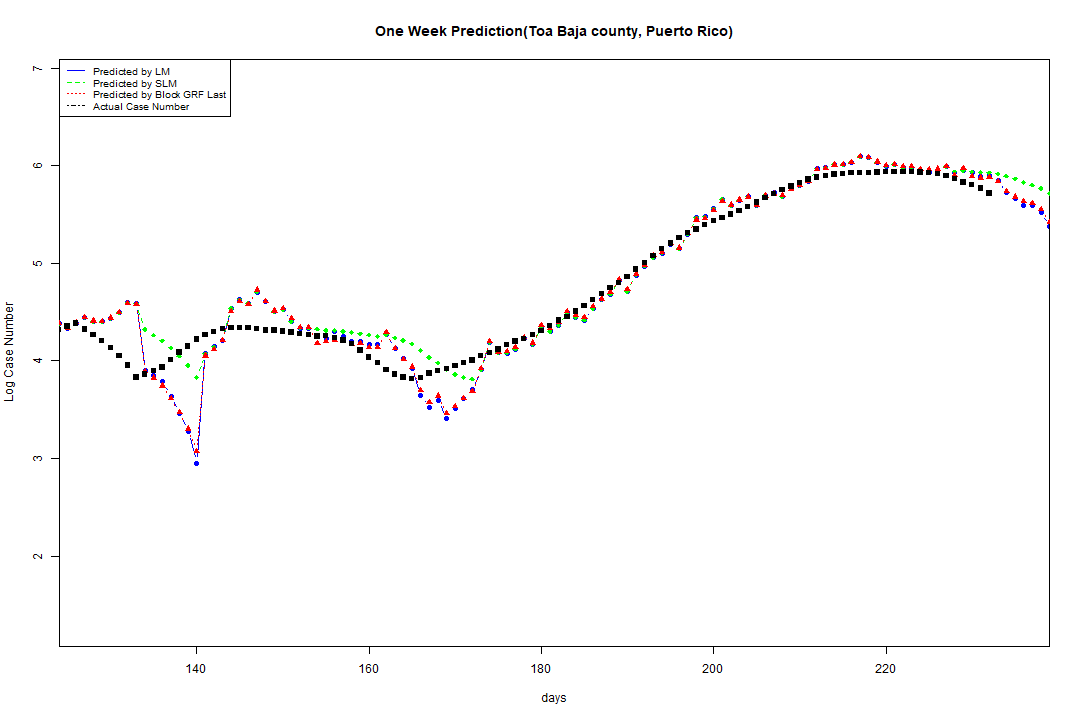 One Week Prediction(Toa Baja county, Puerto Rico)
Predicted by LM
Predicted by SLM
Predicted by Block GRF Last
Actual Case Number
7
6
5
4
3
2
Log Case Number
140 160 180 200 220
days